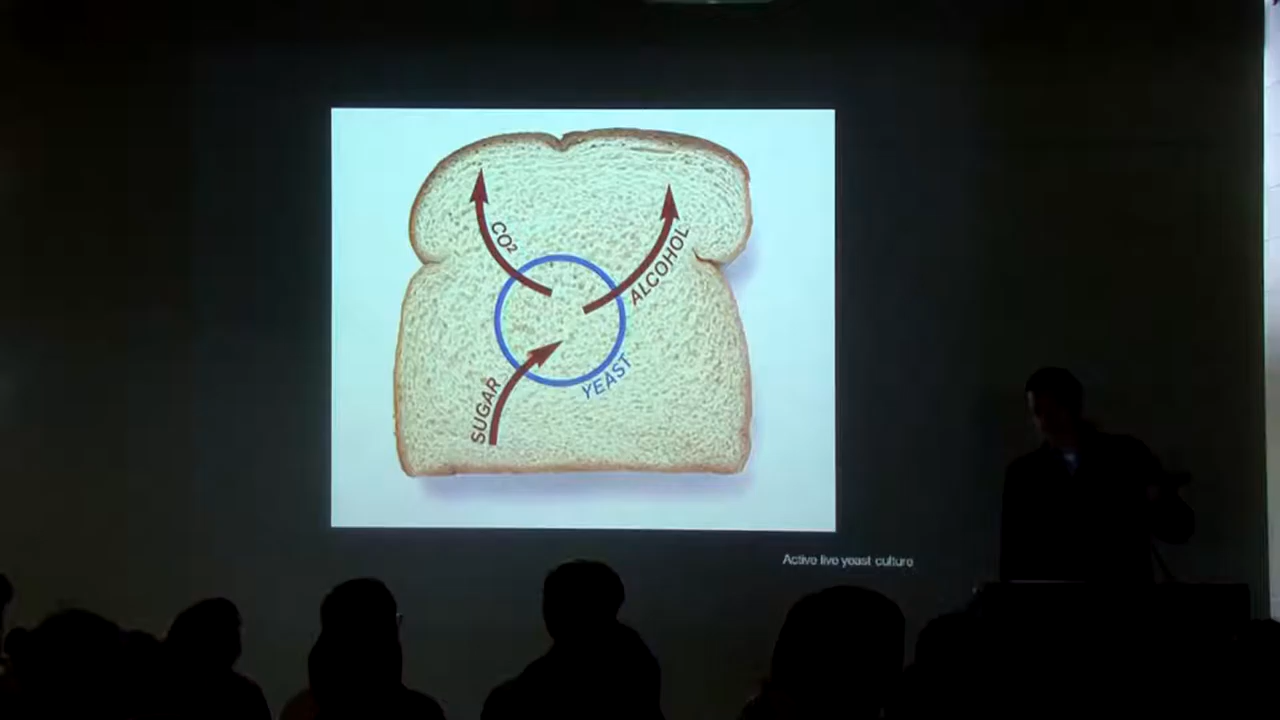 CO²
ALCOHOL
SUGAR
YEAST
Active live yeast culture